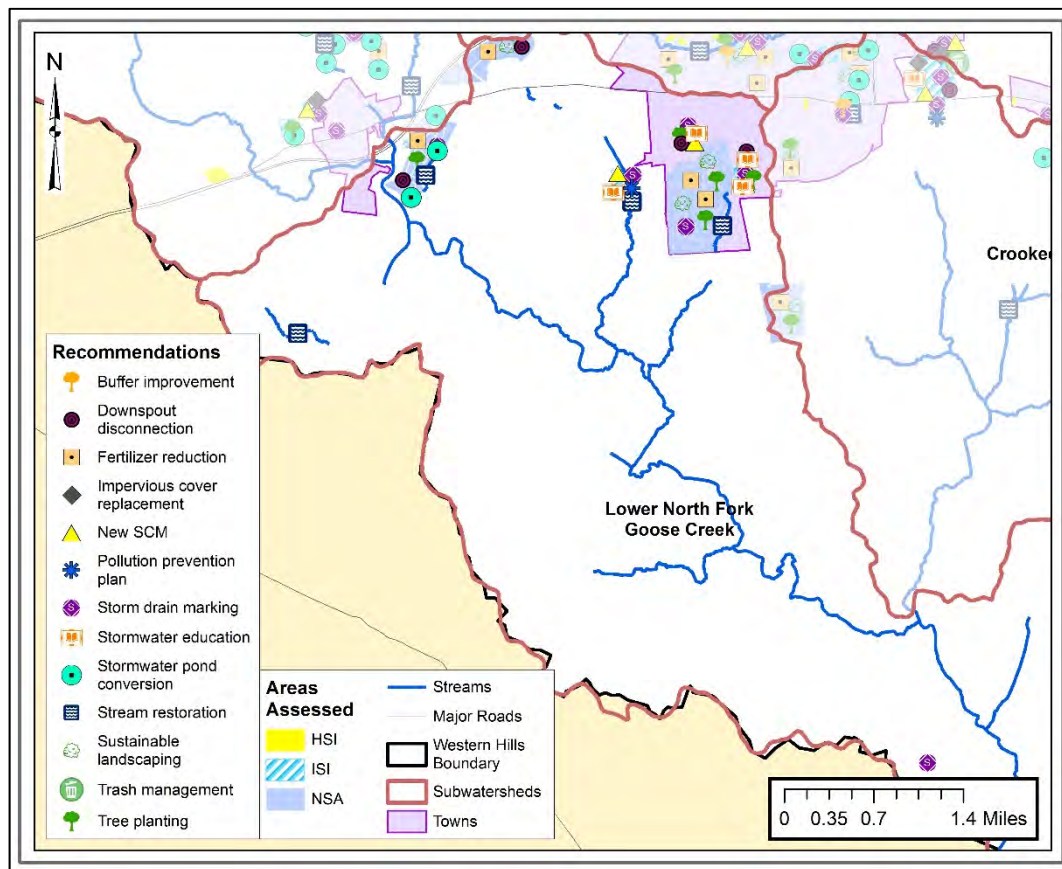 N
Crooke
Lower North Fork
Goose Creek
Recommendations
Buffer improvement
Downspout
disconnection
Fertilizer reduction
Impervious cover
replacement
New SCM
Pollution prevention
plan
Storm drain marking
Stormwater education
Stormwater pond
conversion
Stream restoration
Sustainable
landscaping
Trash management
Tree planting
Areas
Assessed
HSI
ISI
NSA
Streams
Major Roads
Western Hills
Boundary
Subwatersheds
Towns
0 0.35 0.7 1.4 Miles